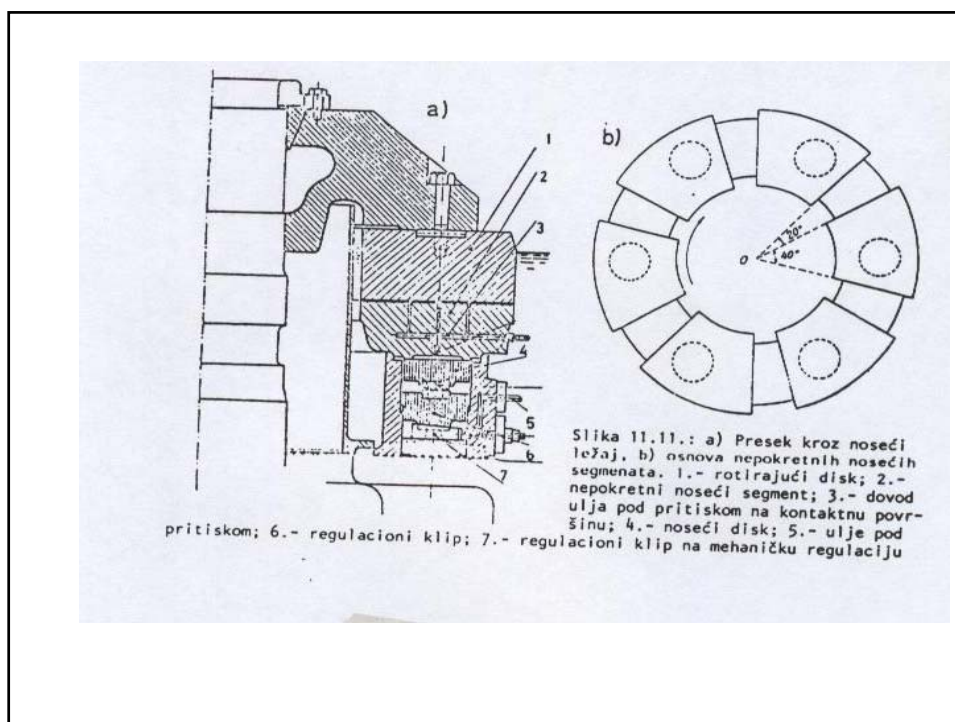 a)
1
2
3
4
5
6
7
b)
20°
40°
O
Slika 11.11.: a) Presek kroz noseći
ležaj, b) osnova nepokretnih nosećih
segmenata. 1.- rotirajući disk; 2.-
nepokretni noseći segment; 3.- dovod
ulja pod pritiskom na kontaktnu povr-
šinu; 4.- noseći disk; 5.- ulje pod
pritiskom; 6.- regulacioni klip; 7.- regulacioni klip na mehaničku regulaciju